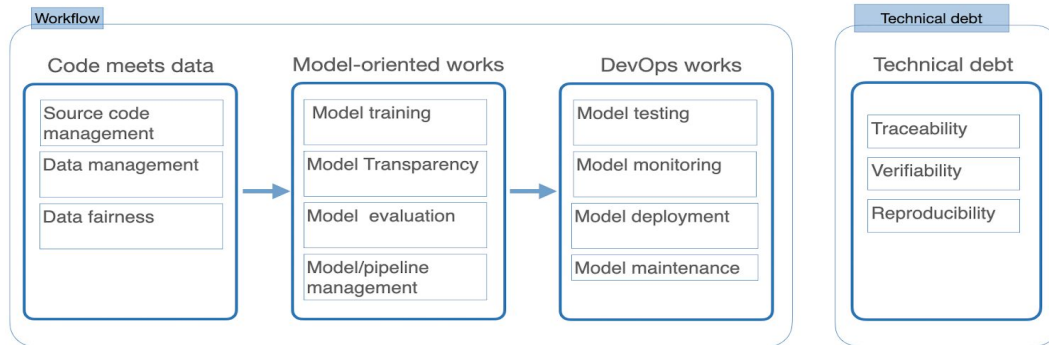 Workflow
Technical debt
Code meets data
Source code
management
Data management
Data fairness
Model-oriented works
Model training
Model Transparency
Model evaluation
Model/pipeline
management
DevOps works
Model testing
Model monitoring
Model deployment
Model maintenance
Technical debt
Traceability
Verifiability
Reproducibility